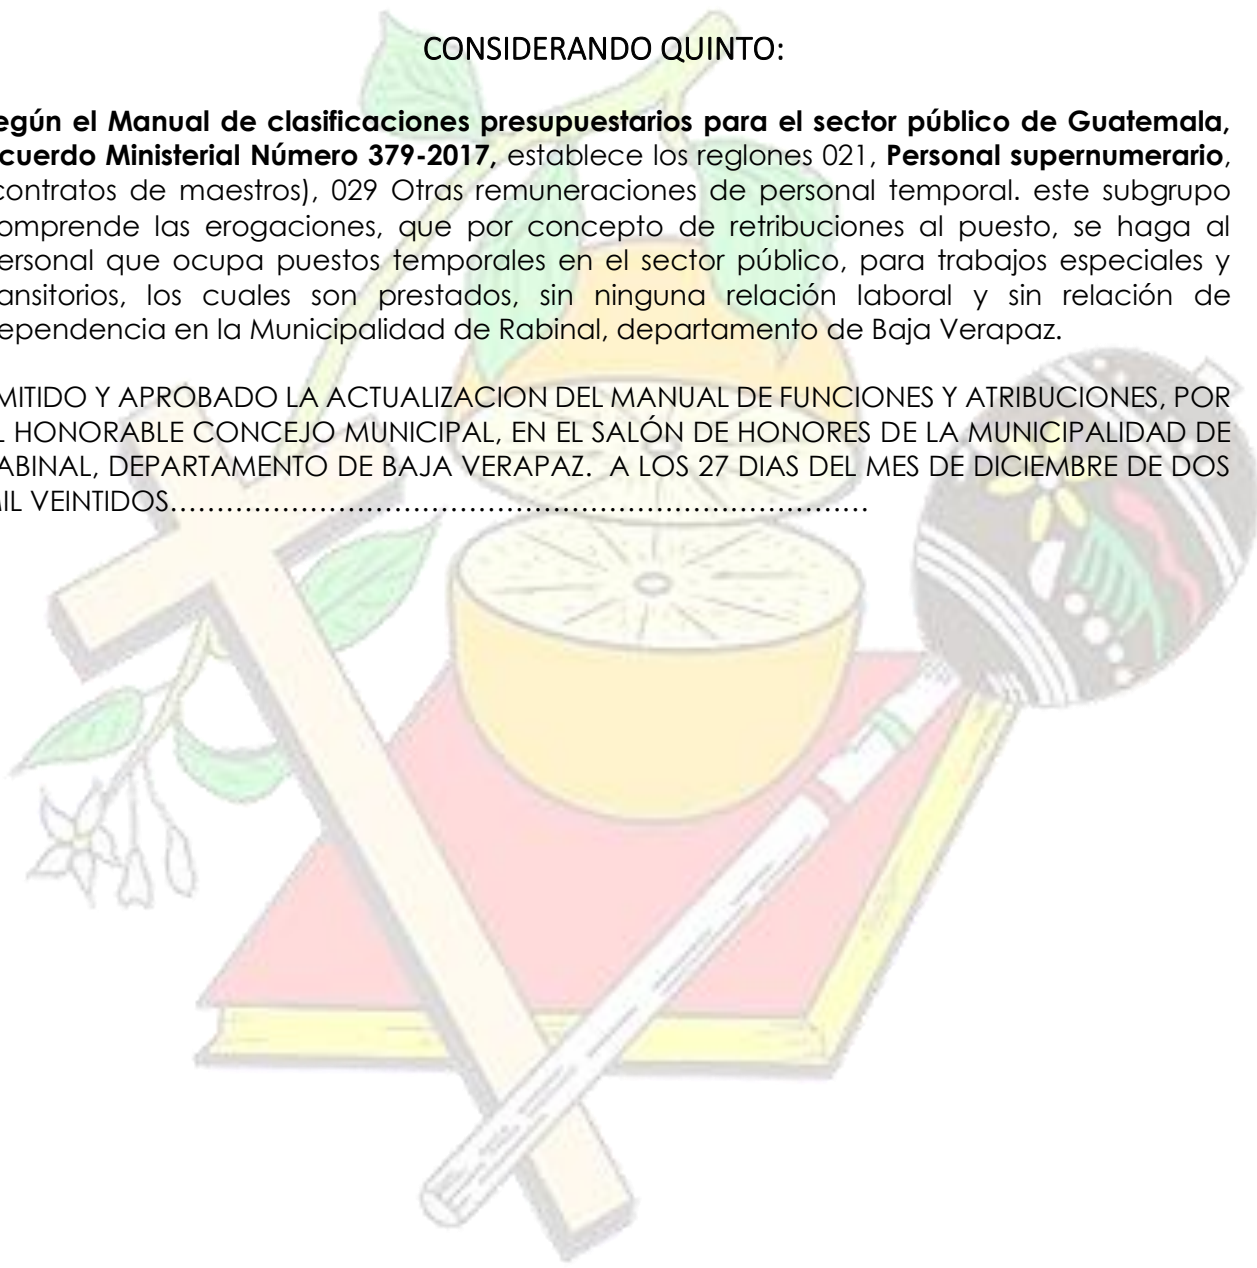 CONSIDERANDO QUINTO:
egún el Manual de clasificaciones presupuestarios para el sector público de Guatemala,
cuerdo Ministerial Número 379-2017, establece los reglones 021, Personal supernumerario,
contratos de maestros), 029 Otras remuneraciones de personal temporal. este subgrupo
omprende las erogaciones, que por concepto de retribuciones al puesto, se haga al
ersonal que ocupa puestos temporales en el sector público, para trabajos especiales y
ansitorios, los cuales son prestados, sin ninguna relación laboral y sin relación de
ependencia en la Municipalidad de Rabinal, departamento de Baja Verapaz.
MITIDO Y APROBADO LA ACTUALIZACION DEL MANUAL DE FUNCIONES Y ATRIBUCIONES, POR
L HONORABLE CONCEJO MUNICIPAL, EN EL SALÓN DE HONORES DE LA MUNICIPALIDAD DE
ABINAL, DEPARTAMENTO DE BAJA VERAPAZ. A LOS 27 DIAS DEL MES DE DICIEMBRE DE DOS
IL VEINTIDOS...........................................................................